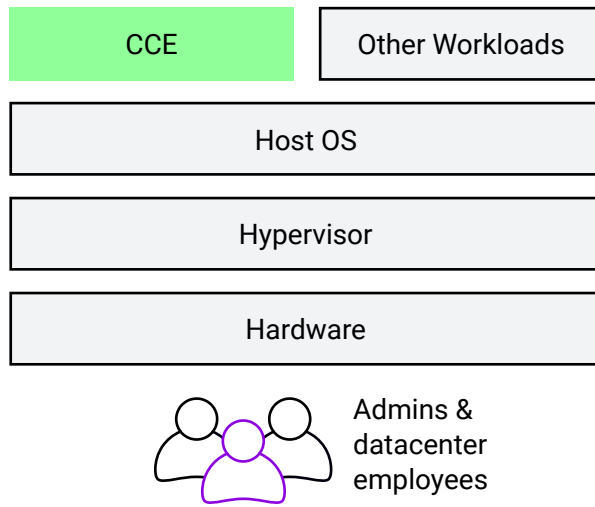 CCE
Other Workloads
Host OS
Hypervisor
Hardware
Admins &
datacenter
employees